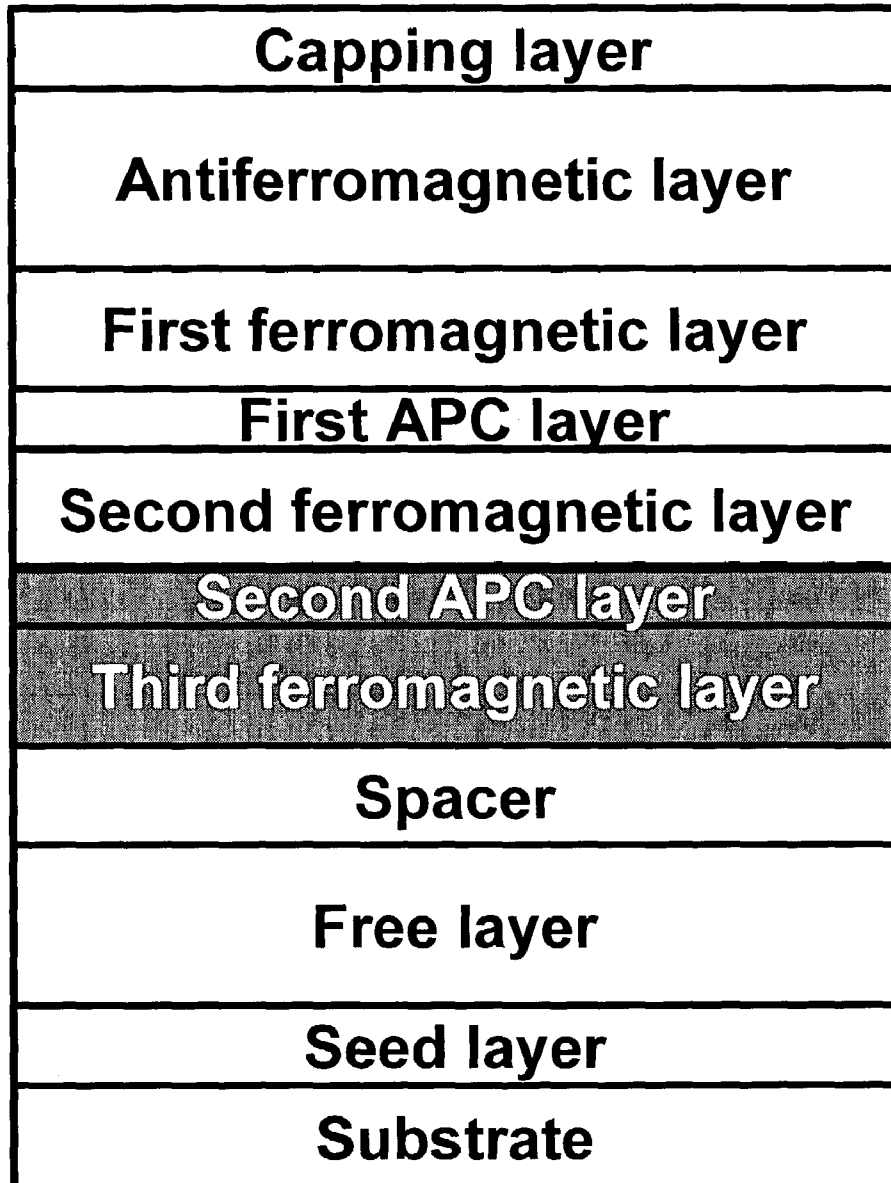 Capping layer
Antiferromagnetic layer
First ferromagnetic layer
First APC layer
Second ferromagnetic layer
Second APC layer
Third ferromagnetic layer
Spacer
Free layer
Seed layer
Substrate